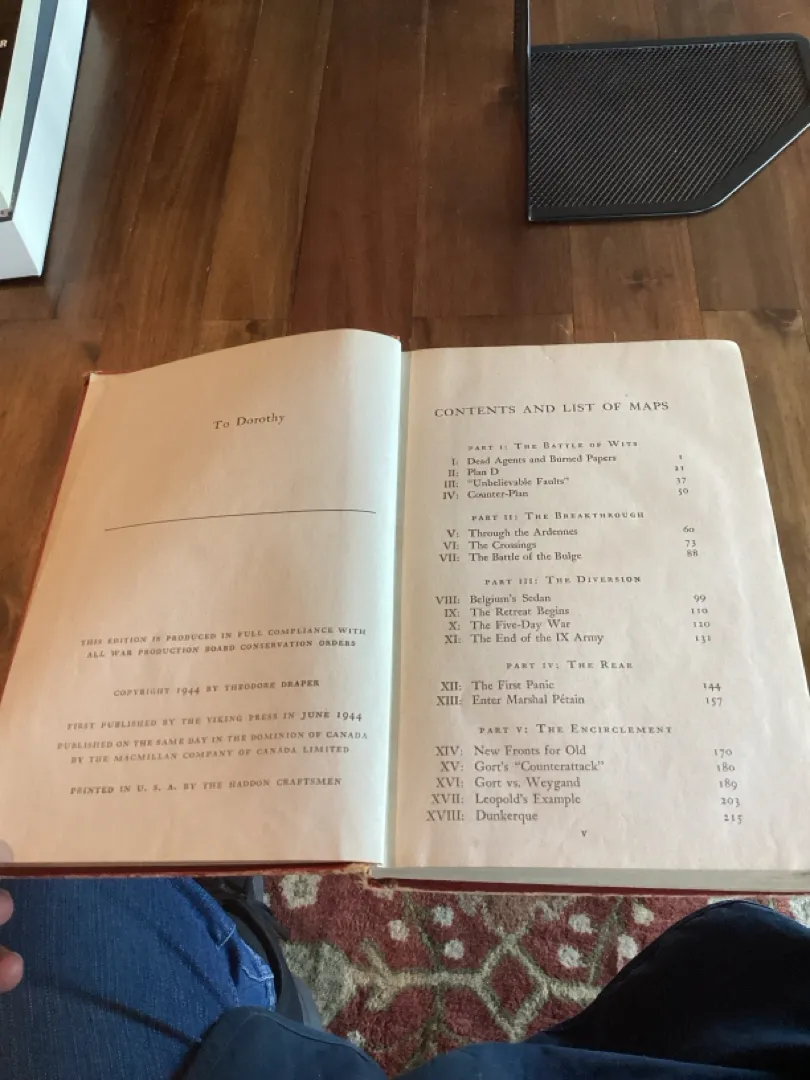 R
To Dorothy
THIS EDITION IS PRODUCED IN FULL COMPLIANCE WITH
ALL WAR PRODUCTION BOARD CONSERVATION ORDERS
COPYRIGHT 1944 BY THEODORE DRAPER
FIRST PUBLISHED BY THE VIKING PRESS IN JUNE 1944
PUBLISHED ON THE SAME DAY IN THE DOMINION OF CANADA
BY THE MACMILLAN COMPANY OF CANADA LIMITED
PRINTED IN U. S. A. BY THE HADDON CRAFTSMEN
CONTENTS AND LIST OF MAPS
PART I: THE BATTLE OF WITS
I: Dead Agents and Burned Papers 1
II: Plan D 21
III: "Unbelievable Faults" 37
IV: Counter-Plan 50
PART II: THE BREAKTHROUGH
V: Through the Ardennes 60
VI: The Crossings 73
VII: The Battle of the Bulge 88
PART III: THE DIVERSION
VIII: Belgium's Sedan 99
IX: The Retreat Begins 110
X: The Five-Day War 120
XI: The End of the IX Army 131
PART IV: THE REAR
XII: The First Panic 144
XIII: Enter Marshal Pétain 157
PART V: THE ENCIRCLEMENT
XIV: New Fronts for Old 170
XV: Gort's "Counterattack" 180
XVI: Gort vs. Weygand 189
XVII: Leopold's Example 203
XVIII: Dunkerque 215
v